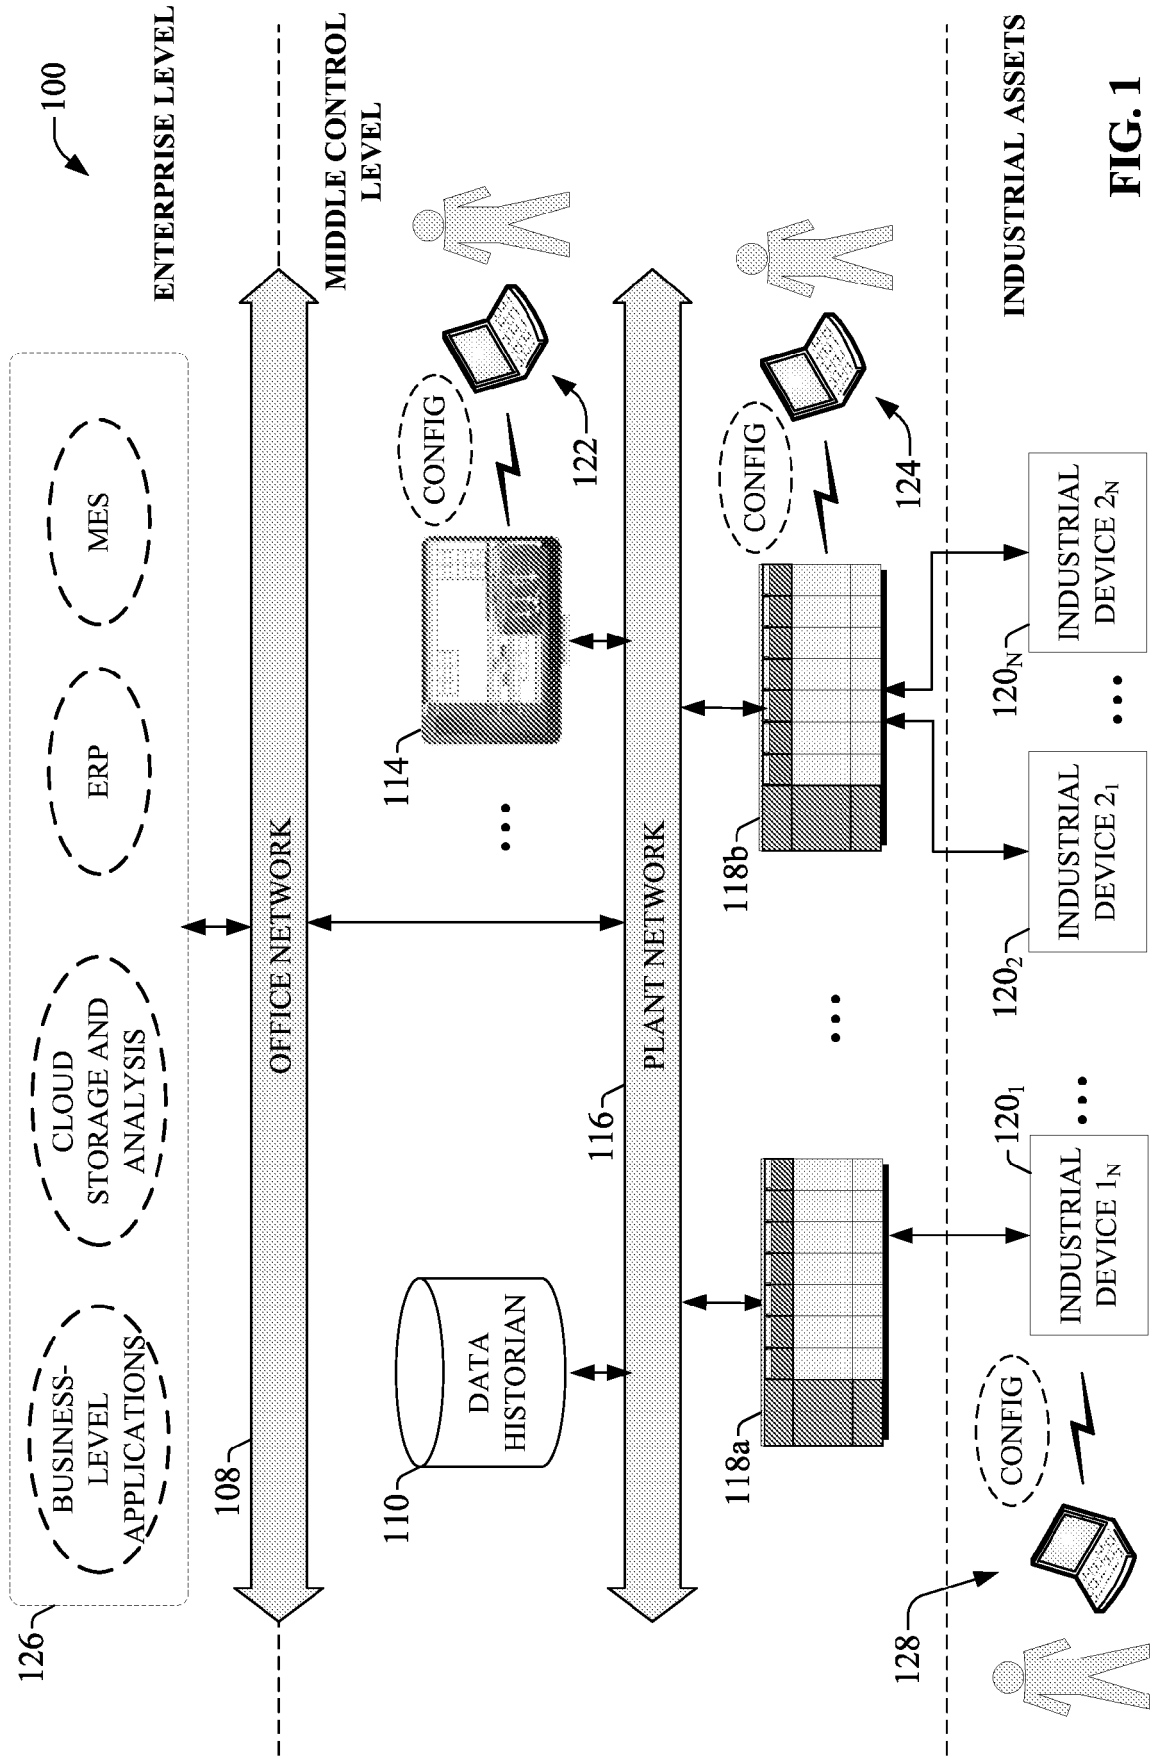 100
ENTERPRISE LEVEL
126
BUSINESS-
LEVEL
APPLICATIONS
CLOUD
STORAGE AND
ANALYSIS
ERP
MES
108
OFFICE NETWORK
MIDDLE CONTROL
LEVEL
110
DATA
HISTORIAN
114
CONFIG
122
116
PLANT NETWORK
118a
118b
CONFIG
124
INDUSTRIAL ASSETS
128
CONFIG
120₁
INDUSTRIAL
DEVICE 1N
120₂
INDUSTRIAL
DEVICE 2₁
120N
INDUSTRIAL
DEVICE 2N
FIG. 1